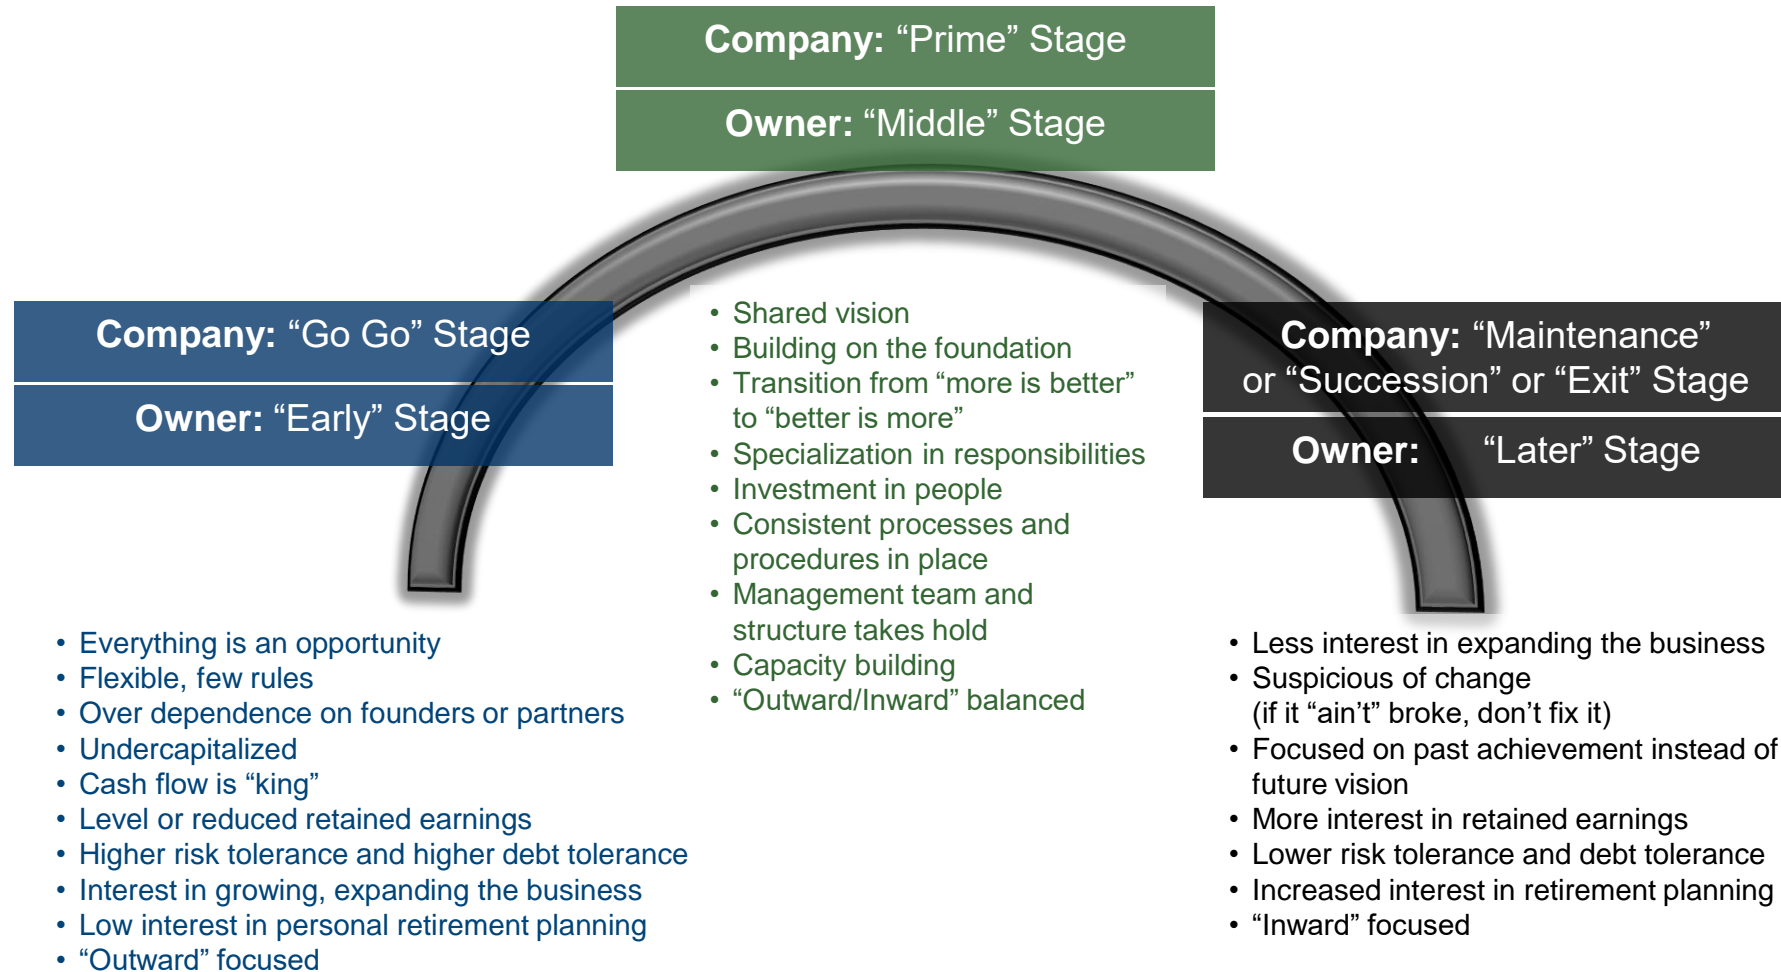 Company: “Prime” Stage
Owner: “Middle” Stage
Company: “Go Go” Stage
Owner: “Early” Stage
• Everything is an opportunity
• Flexible, few rules
• Over dependence on founders or partners
• Undercapitalized
• Cash flow is “king”
• Level or reduced retained earnings
• Higher risk tolerance and higher debt tolerance
• Interest in growing, expanding the business
• Low interest in personal retirement planning
• “Outward” focused
• Shared vision
• Building on the foundation
• Transition from “more is better”
to “better is more”
• Specialization in responsibilities
• Investment in people
• Consistent processes and
procedures in place
• Management team and
structure takes hold
• Capacity building
• “Outward/Inward” balanced
Company: “Maintenance”
or “Succession” or “Exit” Stage
Owner: “Later” Stage
• Less interest in expanding the business
• Suspicious of change
(if it “ain’t” broke, don’t fix it)
• Focused on past achievement instead of
future vision
• More interest in retained earnings
• Lower risk tolerance and debt tolerance
• Increased interest in retirement planning
• “Inward” focused